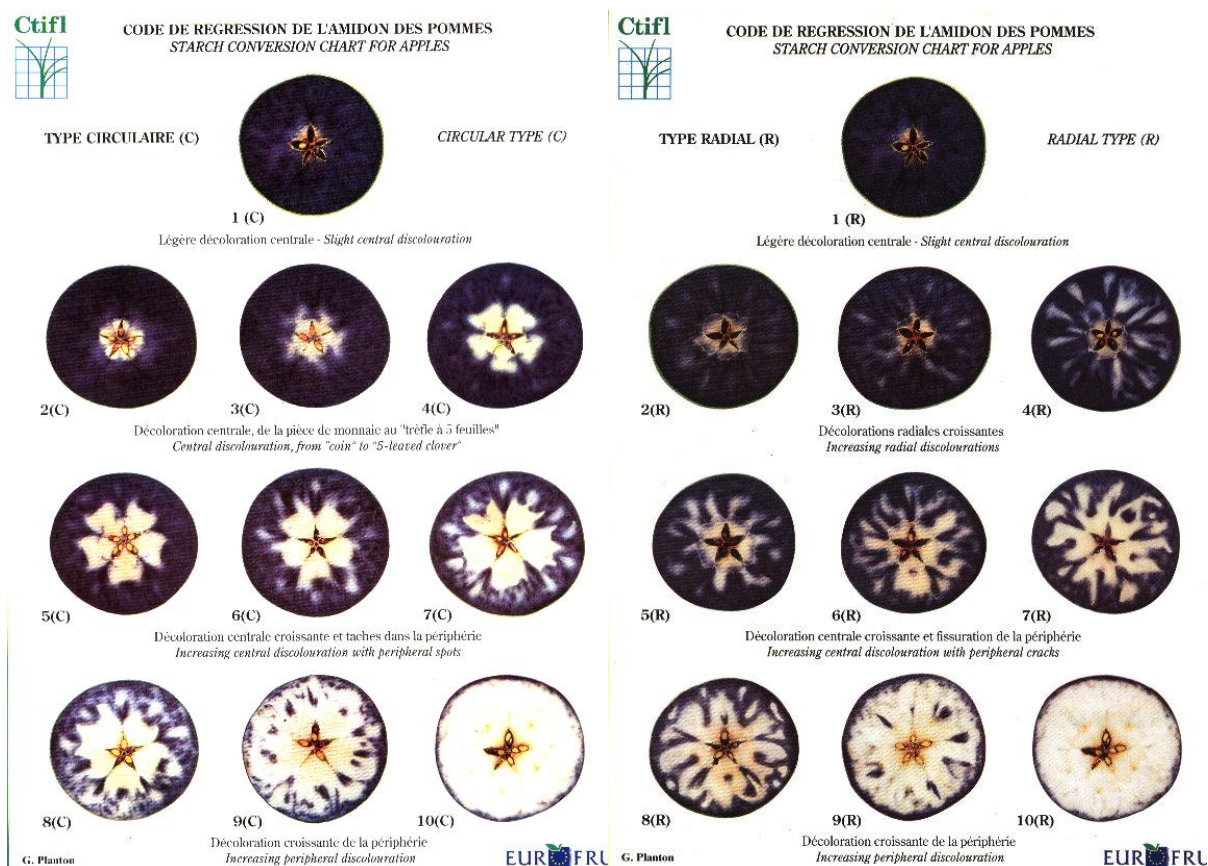 Ctifl
CODE DE REGRESSION DE L'AMIDON DES POMMES
STARCH CONVERSION CHART FOR APPLES
TYPE CIRCULAIRE (C)
CIRCULAR TYPE (C)
1 (C)
Légère décoloration centrale - Slight central discolouration
2(C)
3(C)
4(C)
Décoloration centrale, de la pièce de monnaie au "trèfle à 5 feuilles"
Central discolouration, from "coin" to "5-leaved clover"
5(C)
6(C)
7(C)
Décoloration centrale croissante et taches dans la périphérie
Increasing central discolouration with peripheral spots
8(C)
9(C)
10(C)
Décoloration croissante de la périphérie
Increasing peripheral discolouration
G. Planton
EUROFRU
Ctifl
CODE DE REGRESSION DE L'AMIDON DES POMMES
STARCH CONVERSION CHART FOR APPLES
TYPE RADIAL (R)
RADIAL TYPE (R)
1 (R)
Légère décoloration centrale - Slight central discolouration
2(R)
3(R)
4(R)
Décolorations radiales croissantes
Increasing radial discolourations
5(R)
6(R)
7(R)
Décoloration centrale croissante et fissuration de la périphérie
Increasing central discolouration with peripheral cracks
8(R)
9(R)
10(R)
Décoloration croissante de la périphérie
Increasing peripheral discolouration
G. Planton
EUROFRU